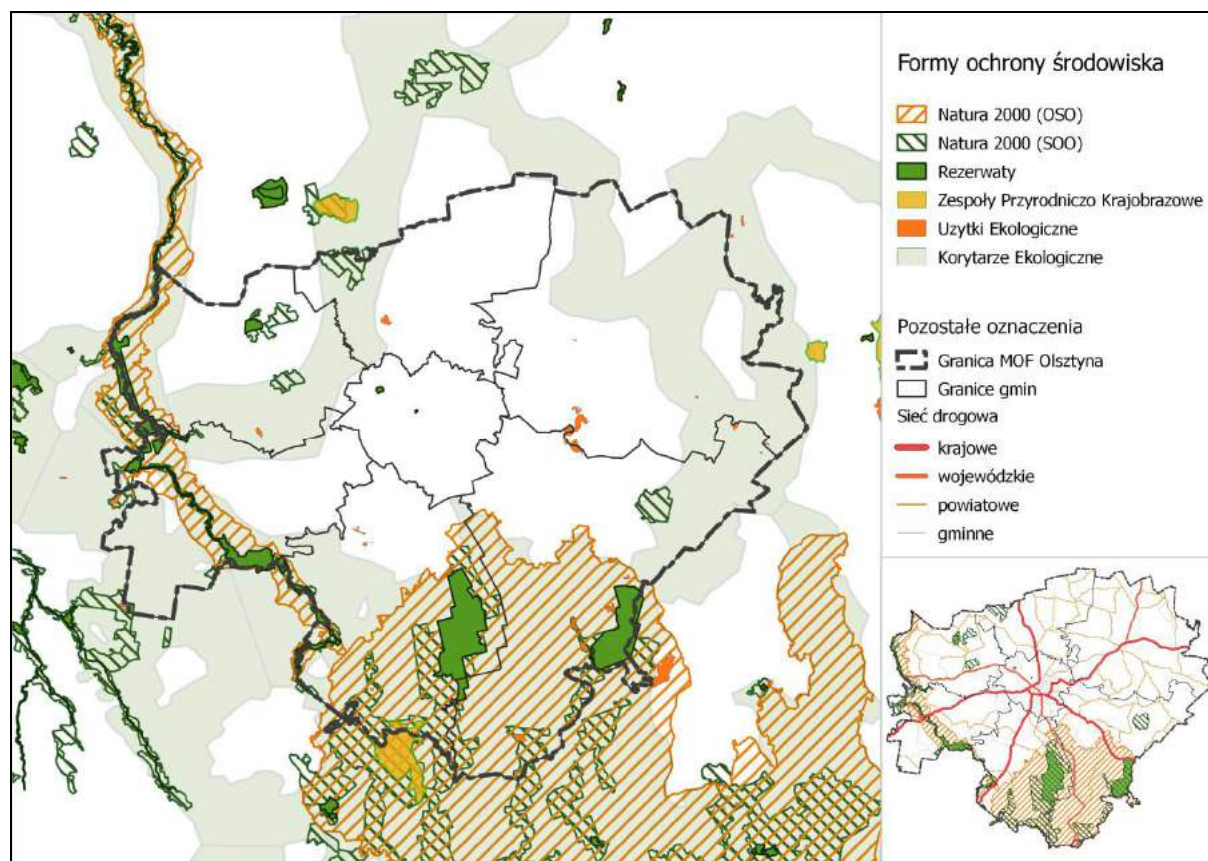 Formy ochrony środowiska
Natura 2000 (OSO)
Natura 2000 (SOO)
Rezerwaty
Zespoły Przyrodniczo Krajobrazowe
Uzytki Ekologiczne
Korytarze Ekologiczne
Pozostałe oznaczenia
Granica MOF Olsztyna
Granice gmin
Sieć drogowa
krajowe
wojewódzkie
powiatowe
gminne